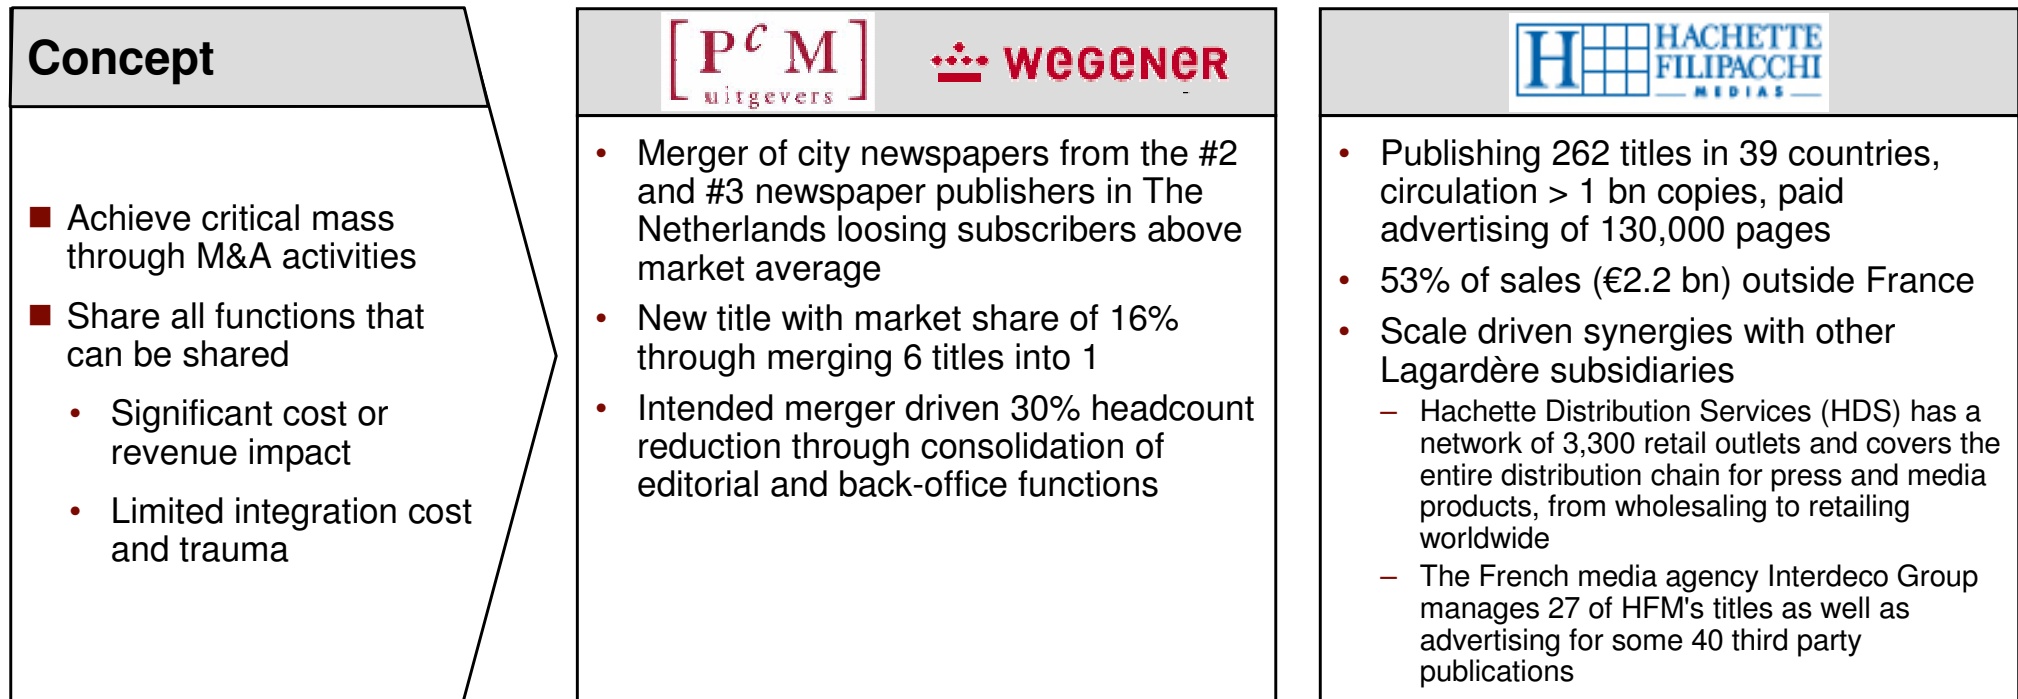 Concept
■ Achieve critical mass
through M&A activities
■ Share all functions that
can be shared
• Significant cost or
revenue impact
• Limited integration cost
and trauma
[PcM]
uitgevers
wegener
• Merger of city newspapers from the #2
and #3 newspaper publishers in The
Netherlands loosing subscribers above
market average
• New title with market share of 16%
through merging 6 titles into 1
• Intended merger driven 30% headcount
reduction through consolidation of
editorial and back-office functions
H HACHETTE
FILIPACCHI
MEDIAS
• Publishing 262 titles in 39 countries,
circulation > 1 bn copies, paid
advertising of 130,000 pages
• 53% of sales (€2.2 bn) outside France
• Scale driven synergies with other
Lagardère subsidiaries
– Hachette Distribution Services (HDS) has a
network of 3,300 retail outlets and covers the
entire distribution chain for press and media
products, from wholesaling to retailing
worldwide
– The French media agency Interdeco Group
manages 27 of HFM's titles as well as
advertising for some 40 third party
publications